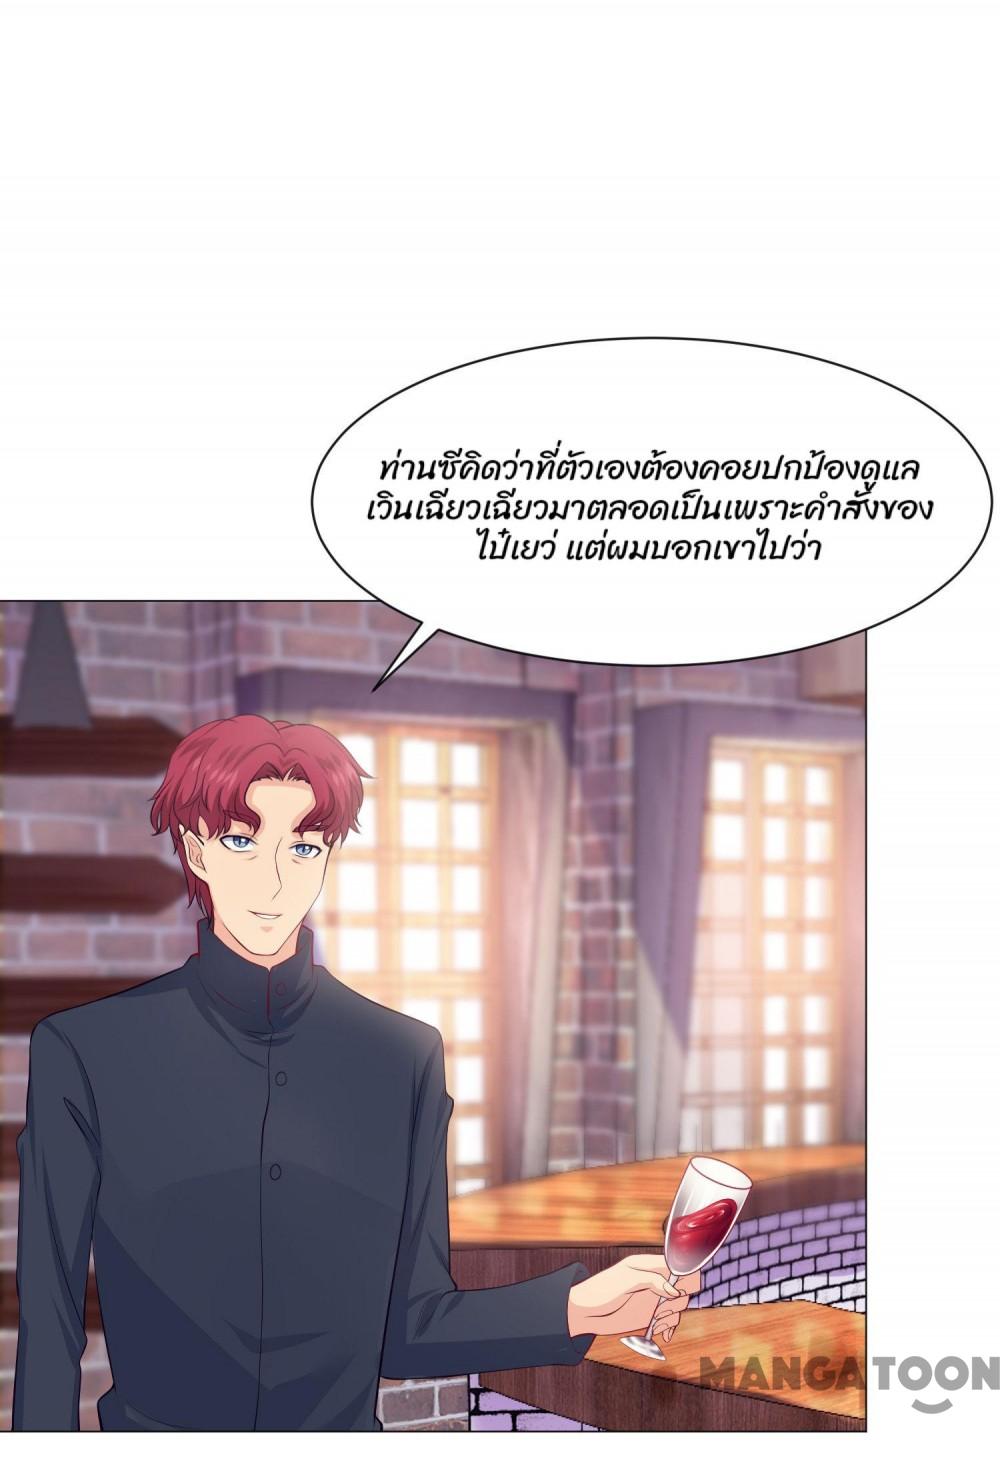 ท่านซีคิดว่าที่ตัวเองต้องคอยปกป้องดูแล
เวินเฉียวเฉียวมาตลอดเป็นเพราะคำสั่งของ
ไป๋เยว่ แต่ผมบอกเขาไปว่า
MANGATOON